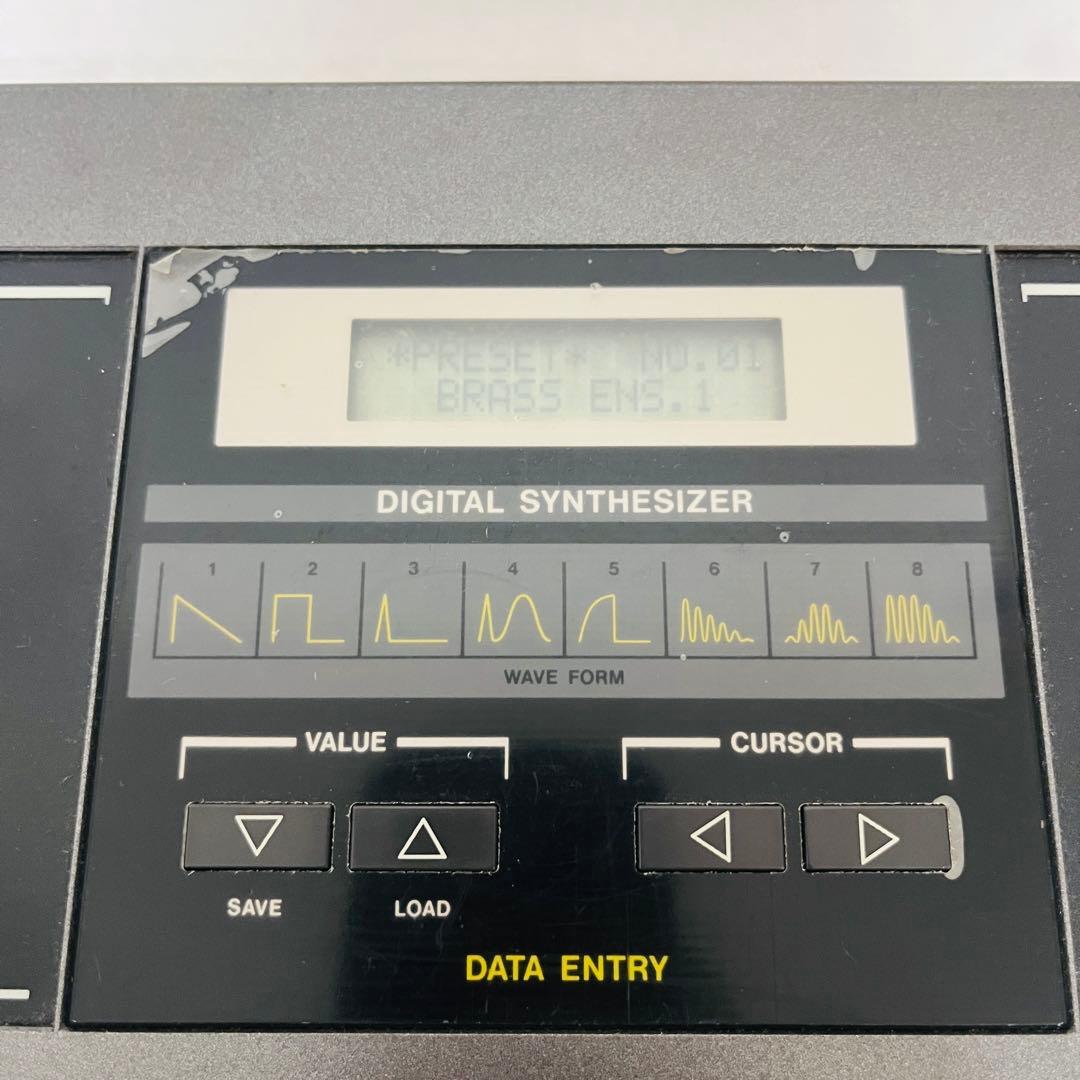 *PRESET* NO.01
BRASS ENS.1
DIGITAL SYNTHESIZER
1 2 3 4 5 6 7 8
WAVE FORM
VALUE CURSOR
SAVE LOAD
DATA ENTRY